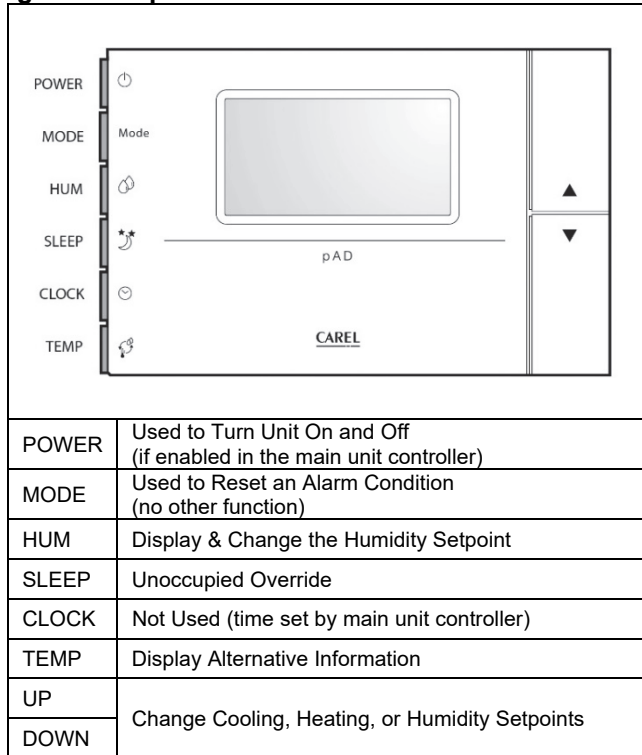 POWER
MODE Mode
HUM
SLEEP
pAD
CLOCK
TEMP CAREL
POWER Used to Turn Unit On and Off
(if enabled in the main unit controller)
MODE Used to Reset an Alarm Condition
(no other function)
HUM Display & Change the Humidity Setpoint
SLEEP Unoccupied Override
CLOCK Not Used (time set by main unit controller)
TEMP Display Alternative Information
UP
Change Cooling, Heating, or Humidity Setpoints
DOWN